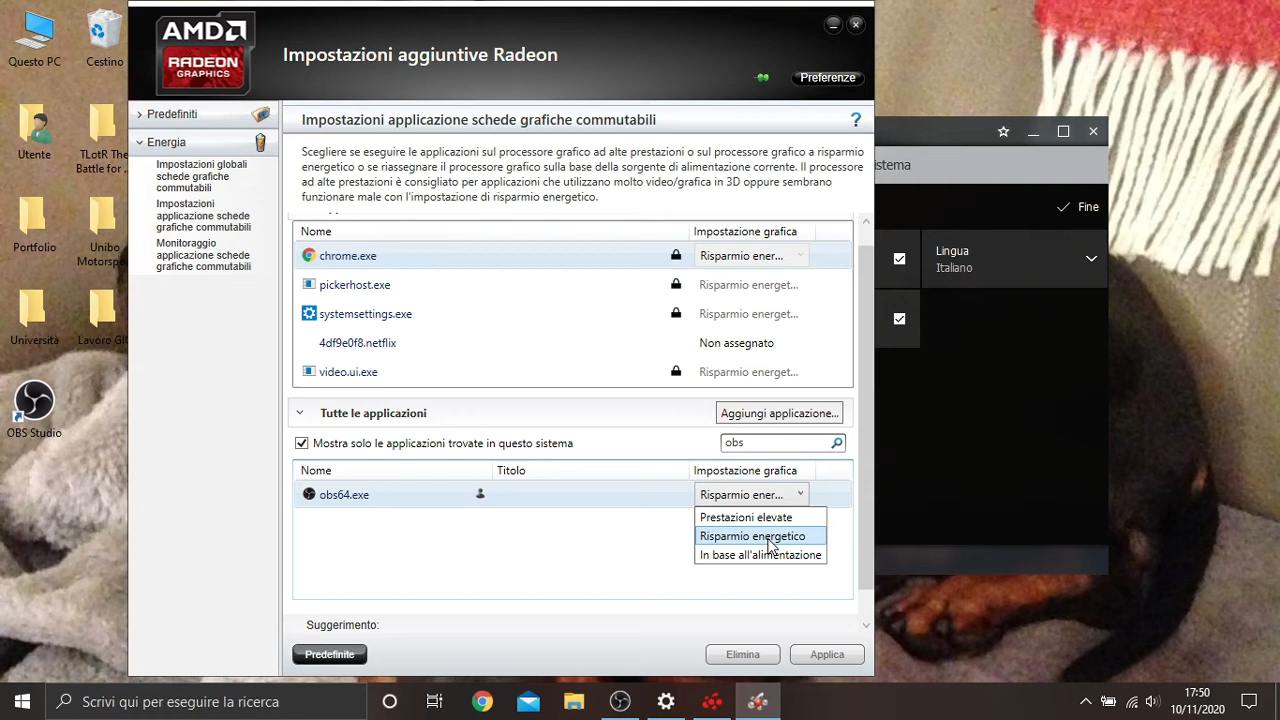 Questo PC
Cestino
Utente
TLotR The
Battle for ...
Portfolio
Unibo
Motorspo
Università
Lavoro GIO
OBS Studio
AMD
RADEON
GRAPHICS
Impostazioni aggiuntive Radeon
Preferenze
Predefiniti
Energia
Impostazioni globali
schede grafiche
commutabili
Impostazioni
applicazione schede
grafiche commutabili
Monitoraggio
applicazione schede
grafiche commutabili
Impostazioni applicazione schede grafiche commutabili
?
Scegliere se eseguire le applicazioni sul processore grafico ad alte prestazioni o sul processore grafico a risparmio
energetico o se riassegnare il processore grafico sulla base della sorgente di alimentazione corrente. Il processore
ad alte prestazioni è consigliato per applicazioni che utilizzano molto video/grafica in 3D oppure sembrano
funzionare male con l'impostazione di risparmio energetico.
Nome Impostazione grafica
chrome.exe Risparmio ener...
pickerhost.exe Risparmio energet...
systemsettings.exe Risparmio energet...
4df9e0f8.netflix Non assegnato
video.ui.exe Risparmio energet...
Tutte le applicazioni Aggiungi applicazione...
Mostra solo le applicazioni trovate in questo sistema obs
Nome Titolo Impostazione grafica
obs64.exe Risparmio ener...
Prestazioni elevate
Risparmio energetico
In base all'alimentazione
Suggerimento:
Predefinite Elimina Applica
istema
Fine
Lingua
Italiano
Scrivi qui per eseguire la ricerca
17:50
10/11/2020